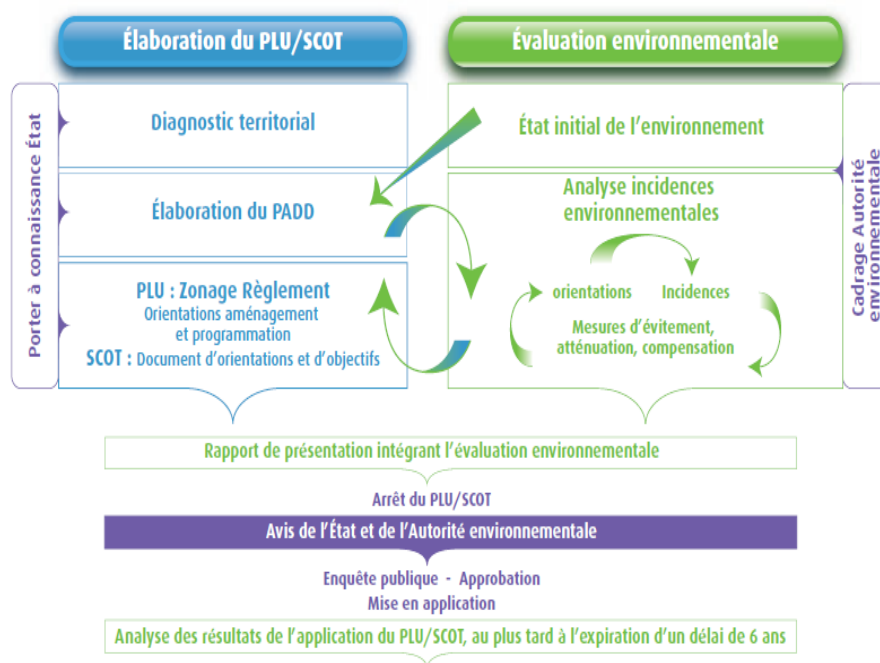 Élaboration du PLU/SCOT
Évaluation environnementale
Porter à connaissance État
Diagnostic territorial
Élaboration du PADD
PLU : Zonage Règlement
Orientations aménagement
et programmation
SCOT : Document d'orientations et d'objectifs
État initial de l'environnement
Analyse incidences
environnementales
orientations
Incidences
Mesures d'évitement,
atténuation, compensation
Cadrage Autorité
environnementale
Rapport de présentation intégrant l'évaluation environnementale
Arrêt du PLU/SCOT
Avis de l'État et de l'Autorité environnementale
Enquête publique - Approbation
Mise en application
Analyse des résultats de l'application du PLU/SCOT, au plus tard à l'expiration d'un délai de 6 ans